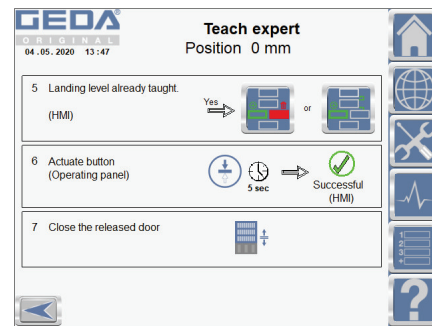 GEDA
ORIGINAL
04.05.2020 13:47
Teach expert
Position 0 mm
5 Landing level already taught.
(HMI)
Yes
or
6 Actuate button
(Operating panel)
5 sec
Successful
(HMI)
7 Close the released door
1
2
3
+
?